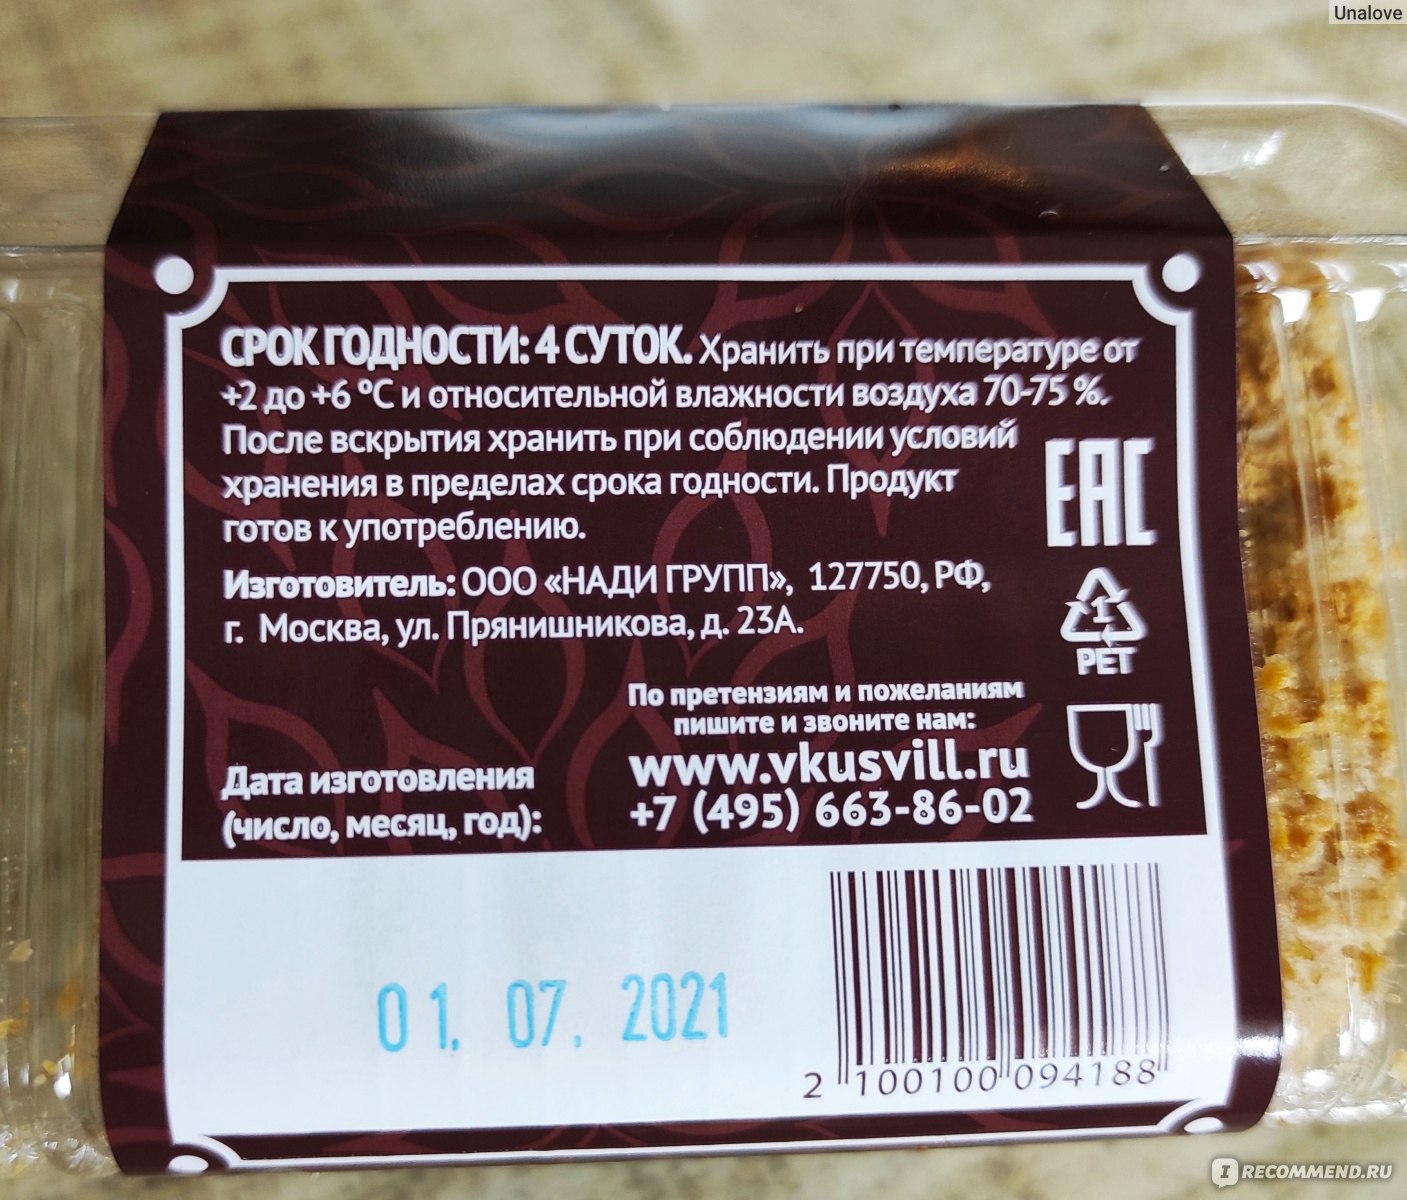 Unalove
СРОК ГОДНОСТИ: 4 СУТОК. Хранить при температуре от
+2 до +6 °С и относительной влажности воздуха 70-75 %.
После вскрытия хранить при соблюдении условий
хранения в пределах срока годности. Продукт
готов к употреблению.
EAC
Изготовитель: ООО «НАДИ ГРУПП», 127750, РФ,
г. Москва, ул. Прянишникова, д. 23А.
1
PET
По претензиям и пожеланиям
пишите и звоните нам:
www.vkusvill.ru
+7 (495) 663-86-02
Дата изготовления
(число, месяц, год):
01. 07. 2021
2 100100 094188
IRECOMMEND.RU